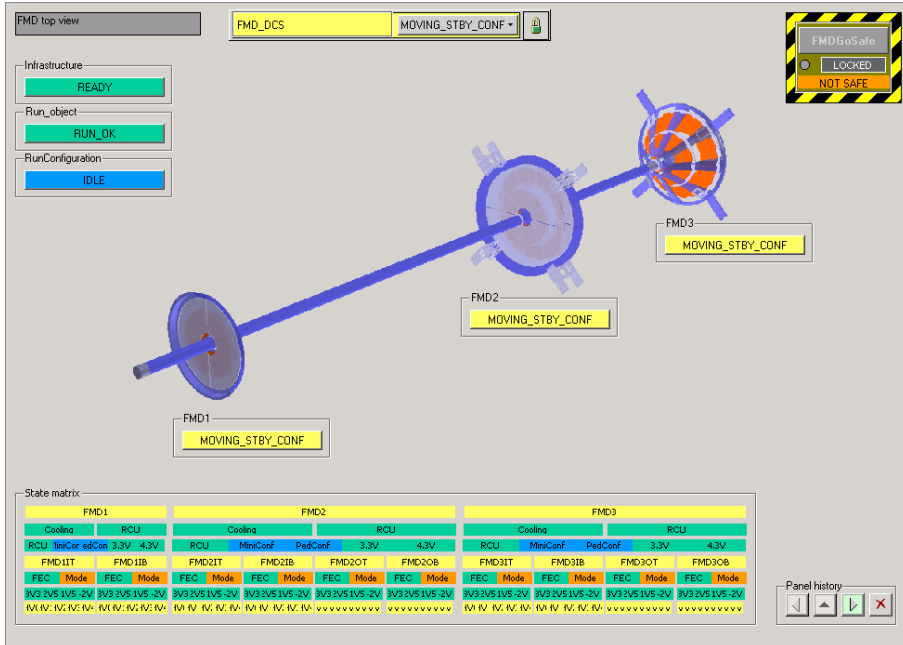 FMD top view
FMD_DCS MOVING_STBY_CONF
FMDGoSafe
LOCKED
NOT SAFE
Infrastructure
READY
Run_object
RUN_OK
RunConfiguration
IDLE
FMD3
MOVING_STBY_CONF
FMD2
MOVING_STBY_CONF
FMD1
MOVING_STBY_CONF
State matrix
FMD1 FMD2 FMD3
Cooling RCU Cooling RCU Cooling RCU
RCU 3.3V 4.3V RCU MiniConf PedConf 3.3V 4.3V RCU MiniConf PedConf 3.3V 4.3V
FMD1IT FMD1IB FMD2IT FMD2IB FMD2OT FMD2OB FMD3IT FMD3IB FMD3OT FMD3OB
FEC Mode FEC Mode FEC Mode FEC Mode FEC Mode FEC Mode FEC Mode FEC Mode FEC Mode FEC Mode
Panel history